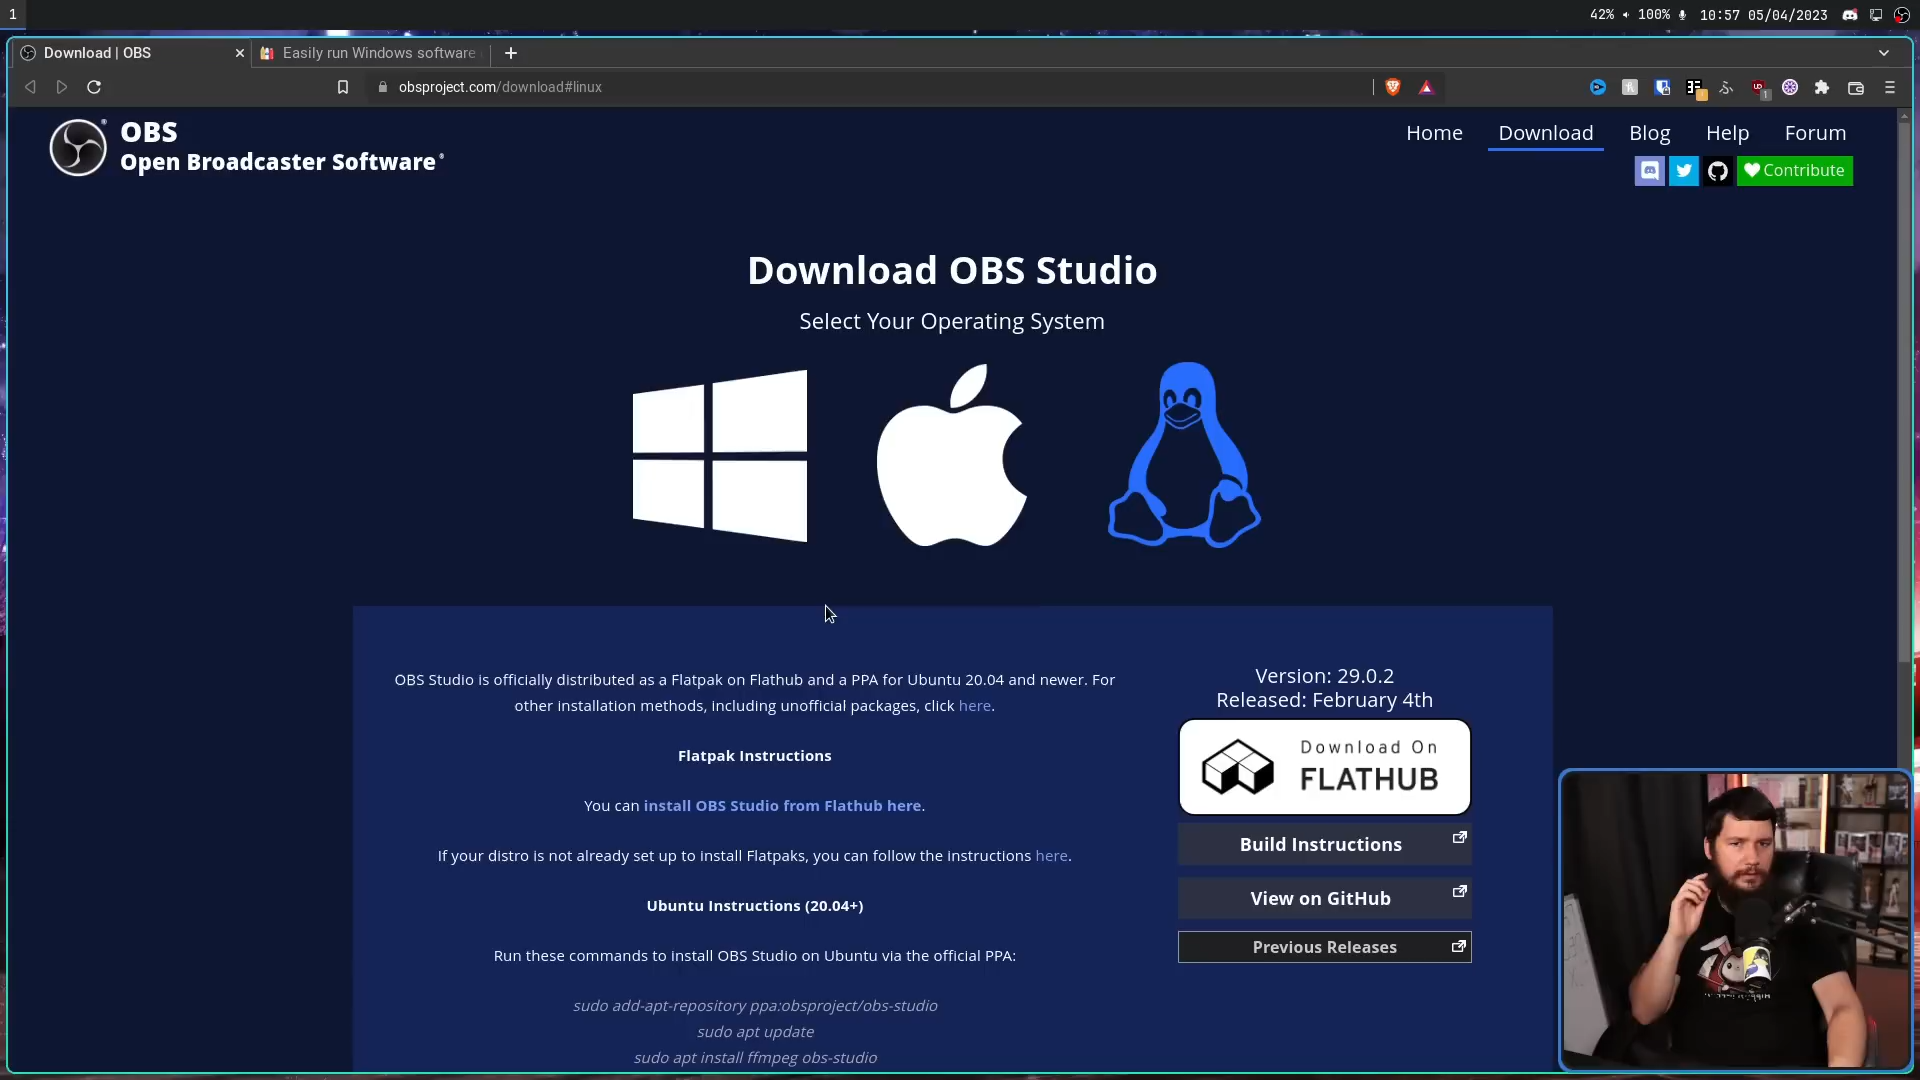 1
42%
100%
10:57 05/04/2023
Download | OBS
Easily run Windows software
obsproject.com/download#linux
1
OBS
Open Broadcaster Software
Home
Download
Blog
Help
Forum
Contribute
Download OBS Studio
Select Your Operating System
OBS Studio is officially distributed as a Flatpak on Flathub and a PPA for Ubuntu 20.04 and newer. For
other installation methods, including unofficial packages, click here.
Flatpak Instructions
You can install OBS Studio from Flathub here.
If your distro is not already set up to install Flatpaks, you can follow the instructions here.
Ubuntu Instructions (20.04+)
Run these commands to install OBS Studio on Ubuntu via the official PPA:
sudo add-apt-repository ppa:obsproject/obs-studio
sudo apt update
sudo apt install ffmpeg obs-studio
Version: 29.0.2
Released: February 4th
Download On
FLATHUB
Build Instructions
View on GitHub
Previous Releases